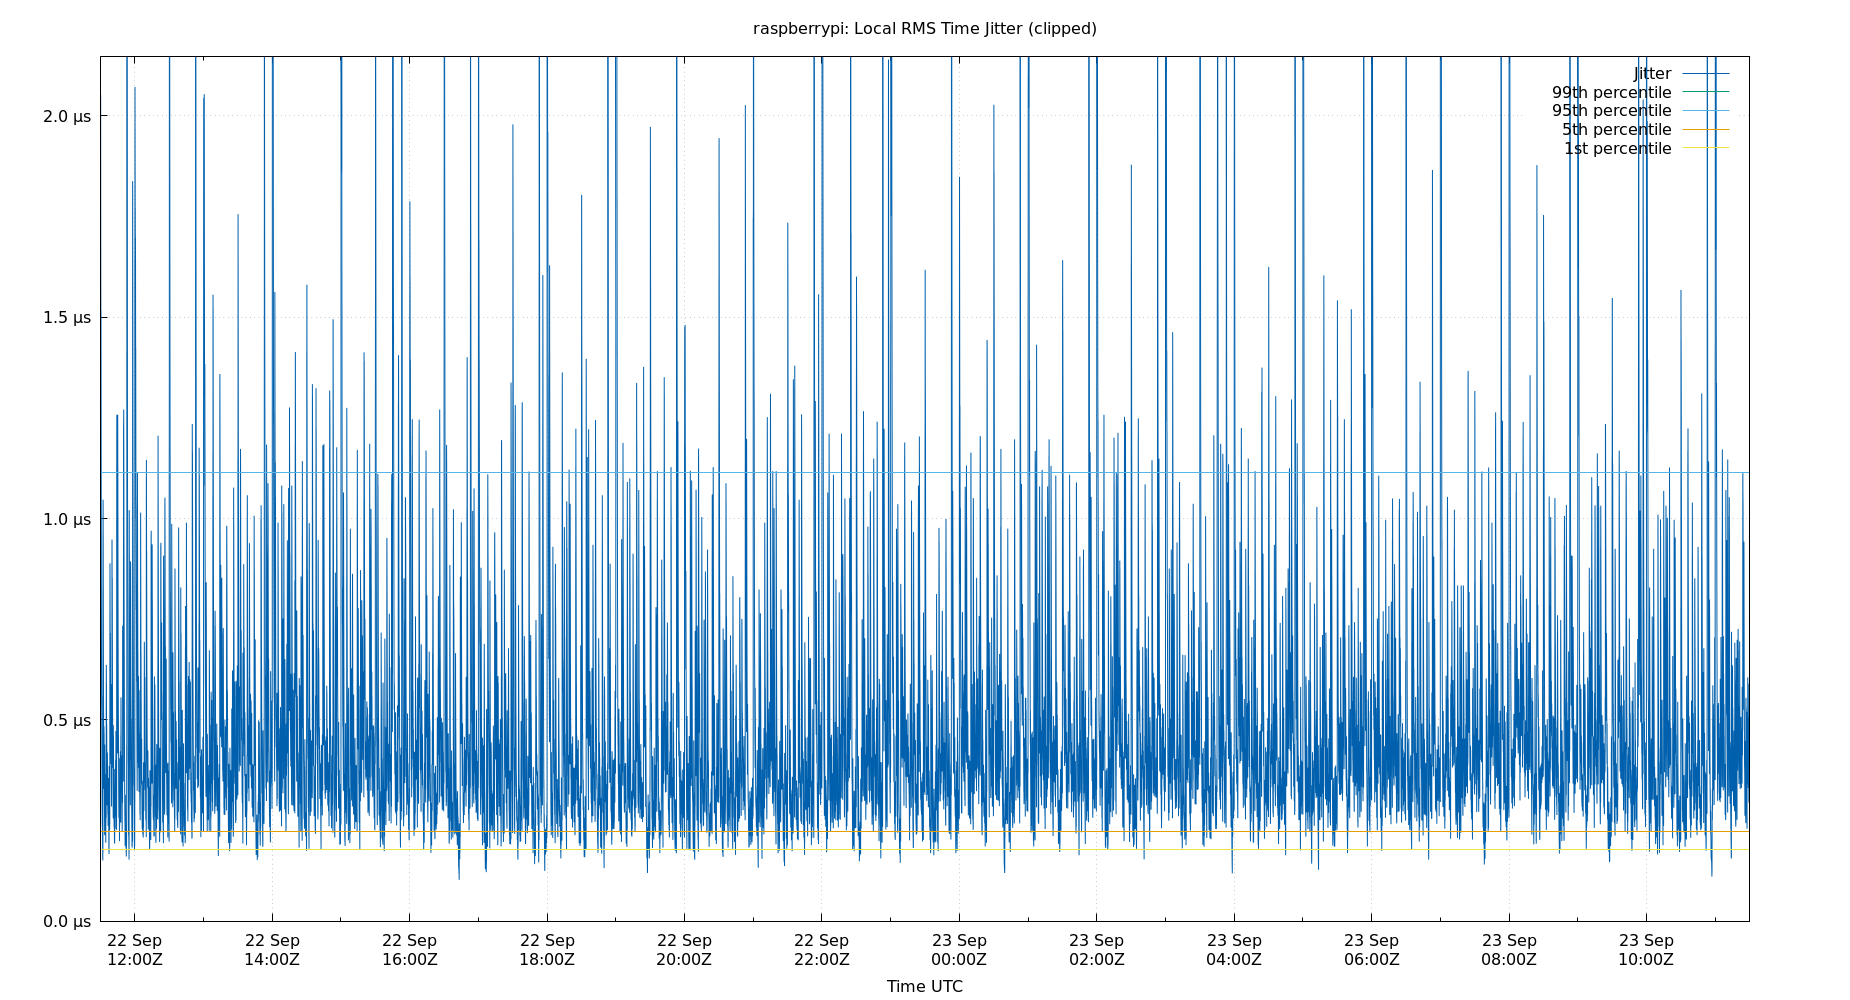 raspberrypi: Local RMS Time Jitter (clipped)
Jitter
99th percentile
95th percentile
5th percentile
1st percentile
2.0 µs
1.5 µs
1.0 µs
0.5 µs
0.0 µs
22 Sep 22 Sep 22 Sep 22 Sep 22 Sep 22 Sep 23 Sep 23 Sep 23 Sep 23 Sep 23 Sep 23 Sep
12:00Z 14:00Z 16:00Z 18:00Z 20:00Z 22:00Z 00:00Z 02:00Z 04:00Z 06:00Z 08:00Z 10:00Z
Time UTC